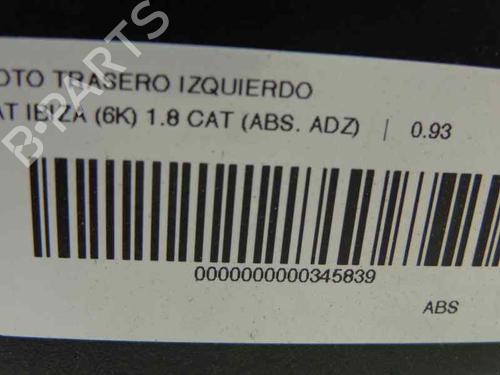 OTO TRASERO IZQUIERDO
AT IBIZA (6K) 1.8 CAT (ABS. ADZ) | 0.93
0000000000345839
ABS
B-PARTS